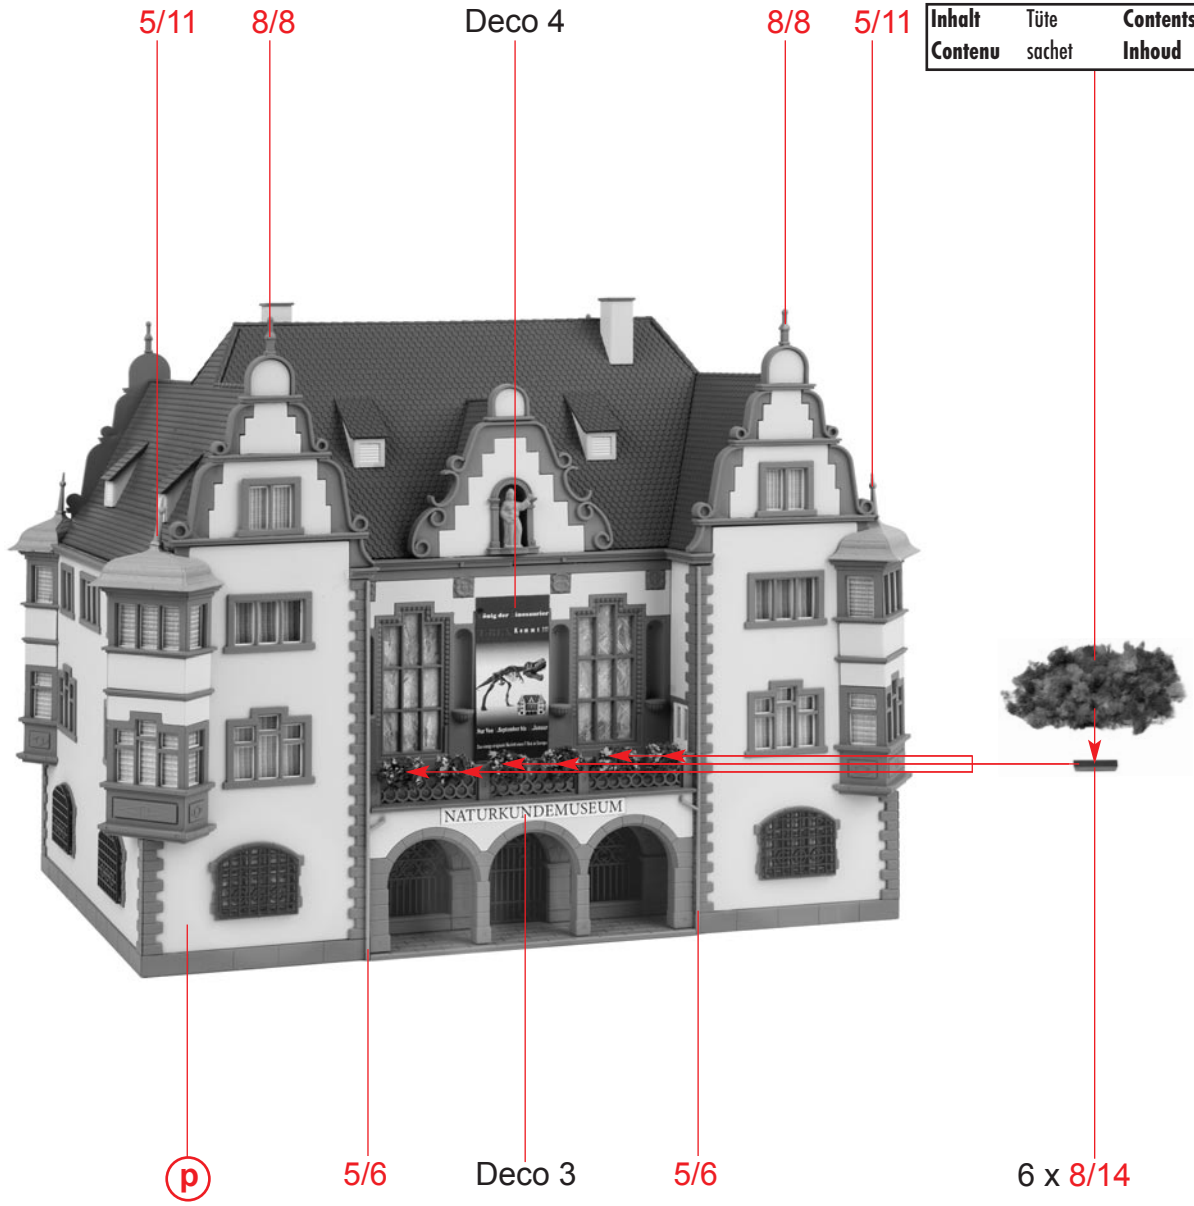 5/11 8/8 Deco 4 8/8 5/11
Inhalt Tüte Contents
Contenu sachet Inhoud
Kommt !!!
NATURKUNDEMUSEUM
p 5/6 Deco 3 5/6 6 x 8/14